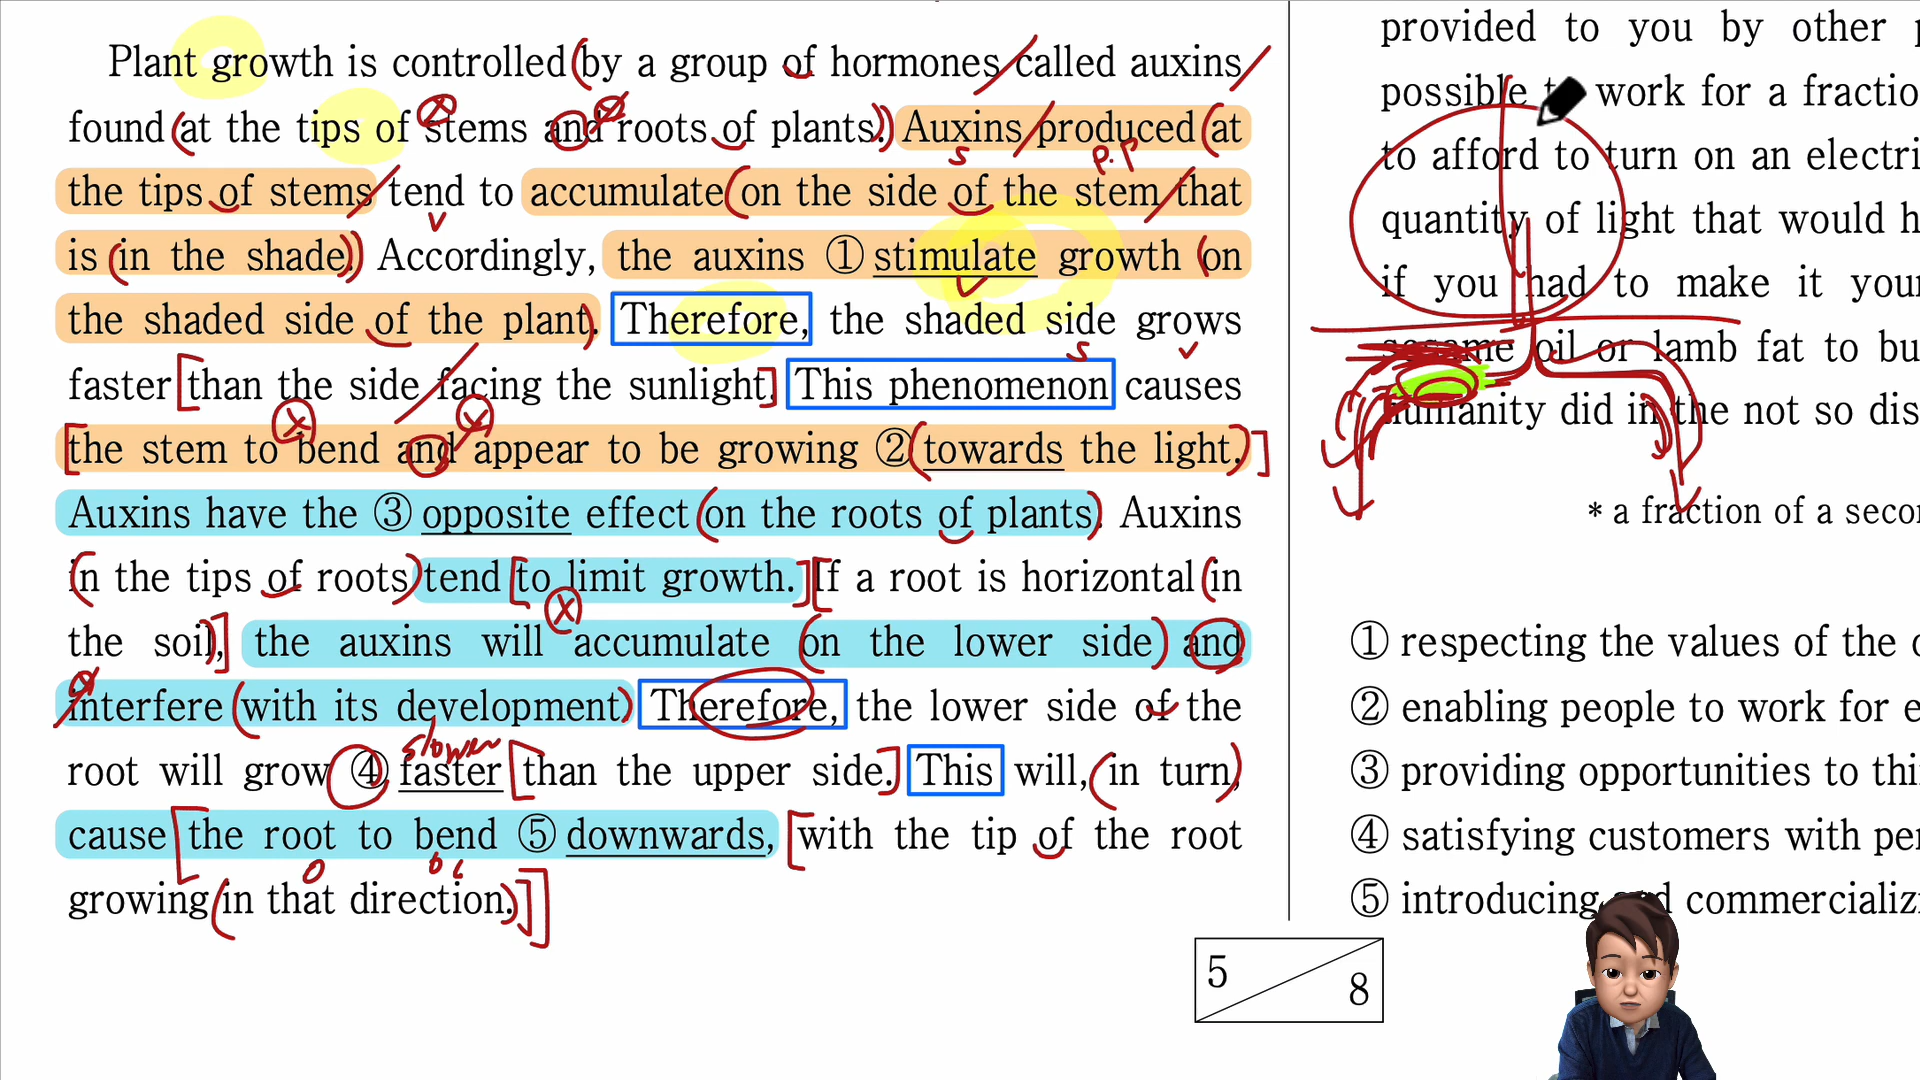 Plant growth is controlled by a group of hormones called auxins
found at the tips of stems and roots of plants. Auxins produced at
s p.p
the tips of stems tend to accumulate on the side of the stem that
v
is in the shade. Accordingly, the auxins ① stimulate growth on
the shaded side of the plant. Therefore, the shaded side grows
s v
faster than the side facing the sunlight. This phenomenon causes
the stem to bend and appear to be growing ② towards the light.
Auxins have the ③ opposite effect on the roots of plants. Auxins
in the tips of roots tend to limit growth. If a root is horizontal in
the soil, the auxins will accumulate on the lower side and
interfere with its development. Therefore, the lower side of the
slower
root will grow ④ faster than the upper side. This will, in turn,
cause the root to bend ⑤ downwards, with the tip of the root
growing in that direction.
5 8
provided to you by other
possible work for a fractio
to afford to turn on an electri
quantity of light that would h
if you had to make it your
sesame oil or lamb fat to bu
humanity did in the not so dis
* a fraction of a secon
① respecting the values of the
② enabling people to work for e
③ providing opportunities to thi
④ satisfying customers with per
⑤ introducing and commercializi